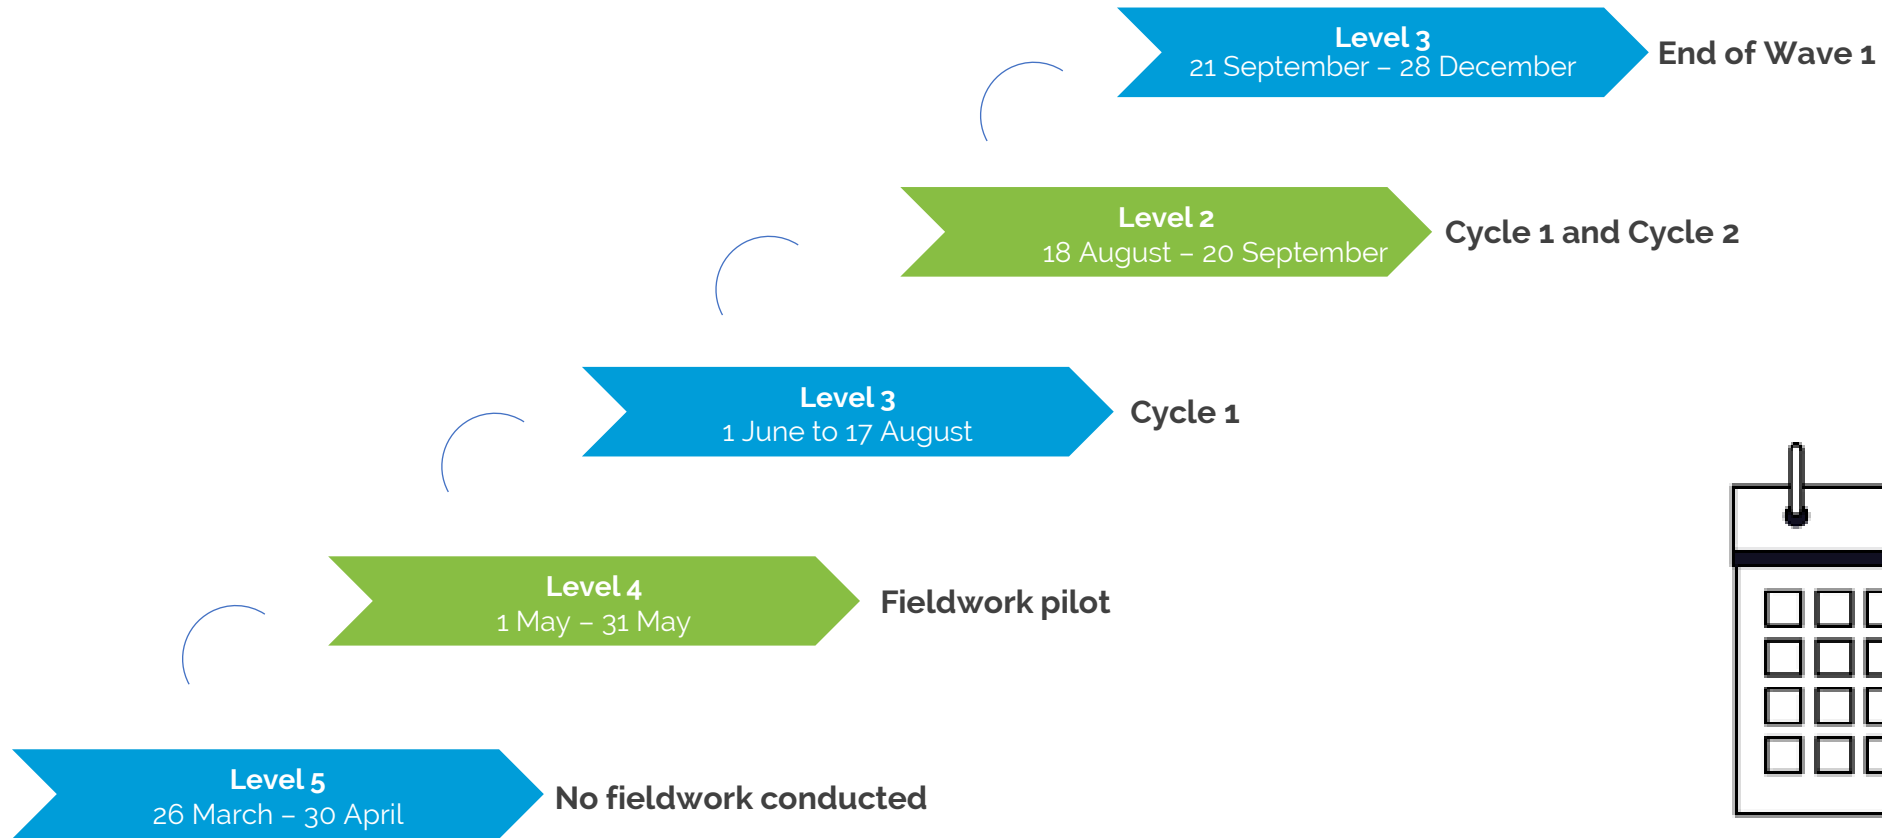 Level 3
21 September – 28 December
End of Wave 1
Level 2
18 August – 20 September
Cycle 1 and Cycle 2
Level 3
1 June to 17 August
Cycle 1
Level 4
1 May – 31 May
Fieldwork pilot
Level 5
26 March – 30 April
No fieldwork conducted